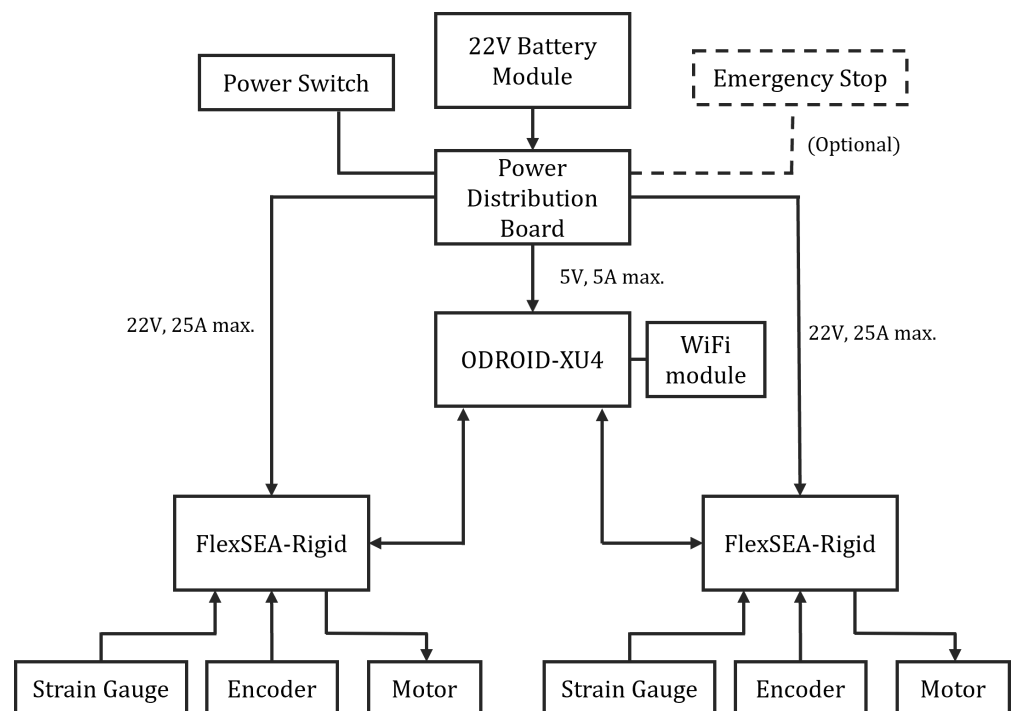 22V Battery
Module
Power Switch
Emergency Stop
(Optional)
Power
Distribution
Board
5V, 5A max.
22V, 25A max.
22V, 25A max.
ODROID-XU4
WiFi
module
FlexSEA-Rigid
FlexSEA-Rigid
Strain Gauge
Encoder
Motor
Strain Gauge
Encoder
Motor